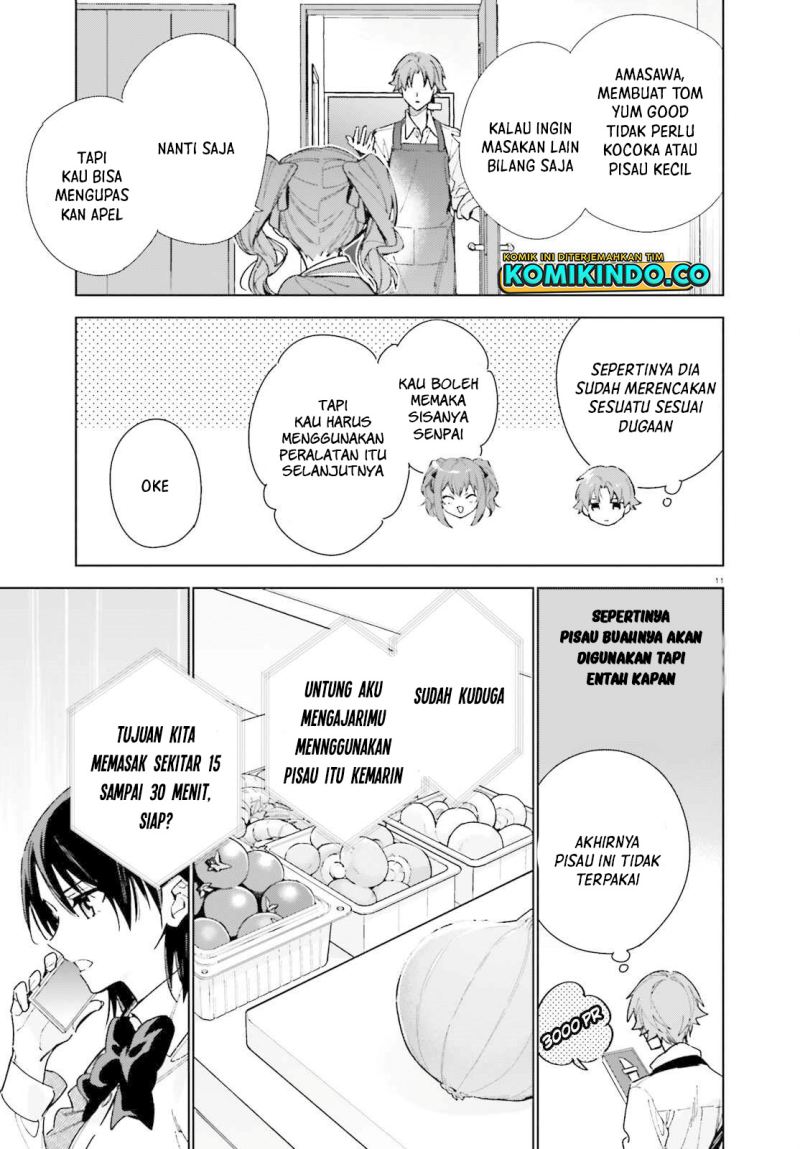 AMASAWA,
MEMBUAT TOM
YUM GOOD
TIDAK PERLU
KOCOKA ATAU
PISAU KECIL
KALAU INGIN
MASAKAN LAIN
BILANG SAJA
NANTI SAJA
TAPI
KAU BISA
MENGUPAS
KAN APEL
KOMIK INI DITERJEMAHKAN TIM
KOMIKINDO.CO
SEPERTINYA DIA
SUDAH MERENCAKAN
SESUATU SESUAI
DUGAAN
KAU BOLEH
MEMAKA
SISANYA
SENPAI
TAPI
KAU HARUS
MENGGUNAKAN
PERALATAN ITU
SELANJUTNYA
OKE
11
SEPERTINYA
PISAU BUAHNYA AKAN
DIGUNAKAN TAPI
ENTAH KAPAN
AKHIRNYA
PISAU INI TIDAK
TERPAKAI
3000 PR
SUDAH KUDUGA
UNTUNG AKU
MENGAJARIMU
MENNGGUNAKAN
PISAU ITU KEMARIN
TUJUAN KITA
MEMASAK SEKITAR 15
SAMPAI 30 MENIT,
SIAP?